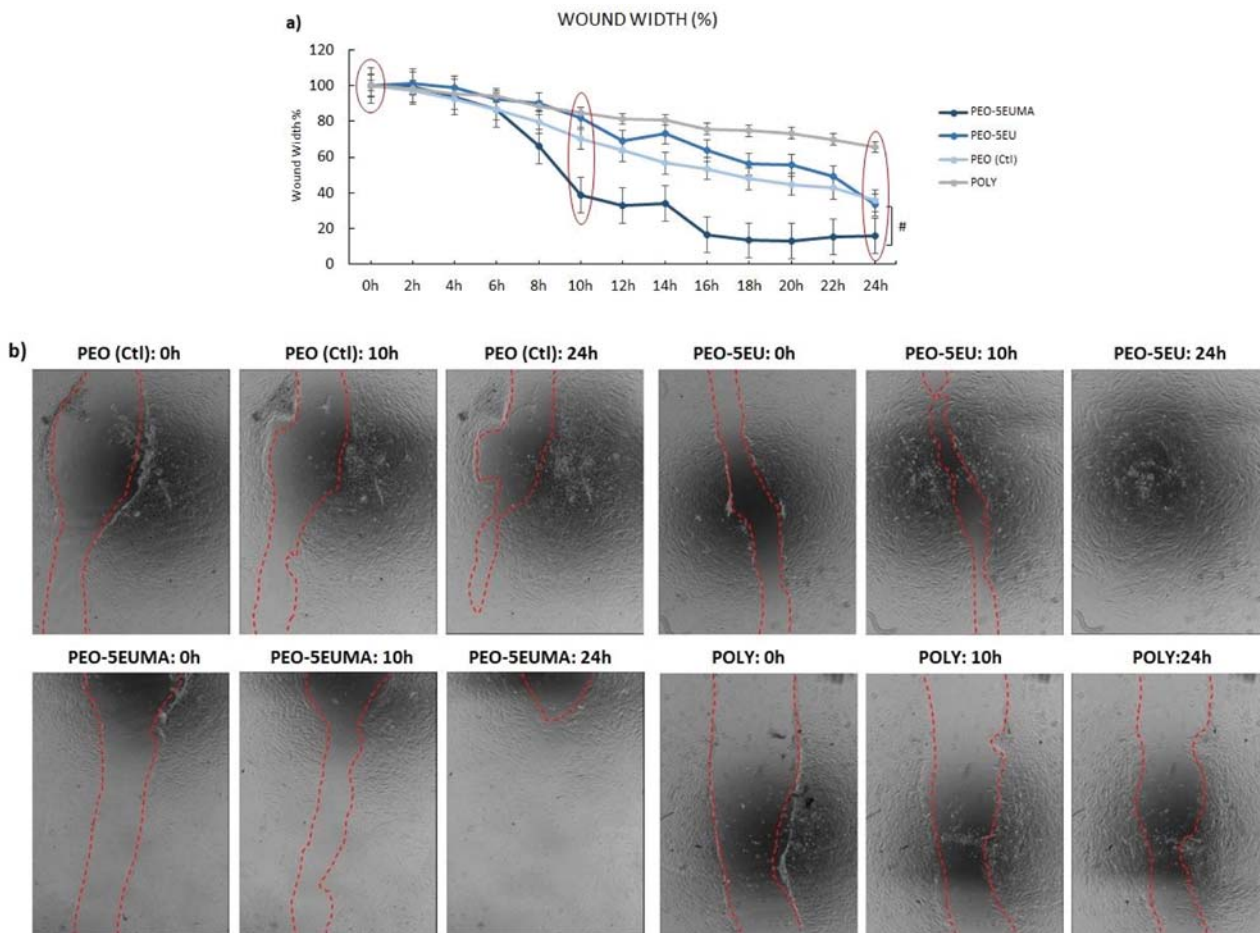 a)
WOUND WIDTH (%)
Wound Width %
120
100
80
60
40
20
0
0h 2h 4h 6h 8h 10h 12h 14h 16h 18h 20h 22h 24h
#
PEO-5EUMA
PEO-5EU
PEO (Ctl)
POLY
b)
PEO (Ctl): 0h PEO (Ctl): 10h PEO (Ctl): 24h PEO-5EU: 0h PEO-5EU: 10h PEO-5EU: 24h
PEO-5EUMA: 0h PEO-5EUMA: 10h PEO-5EUMA: 24h POLY: 0h POLY: 10h POLY:24h